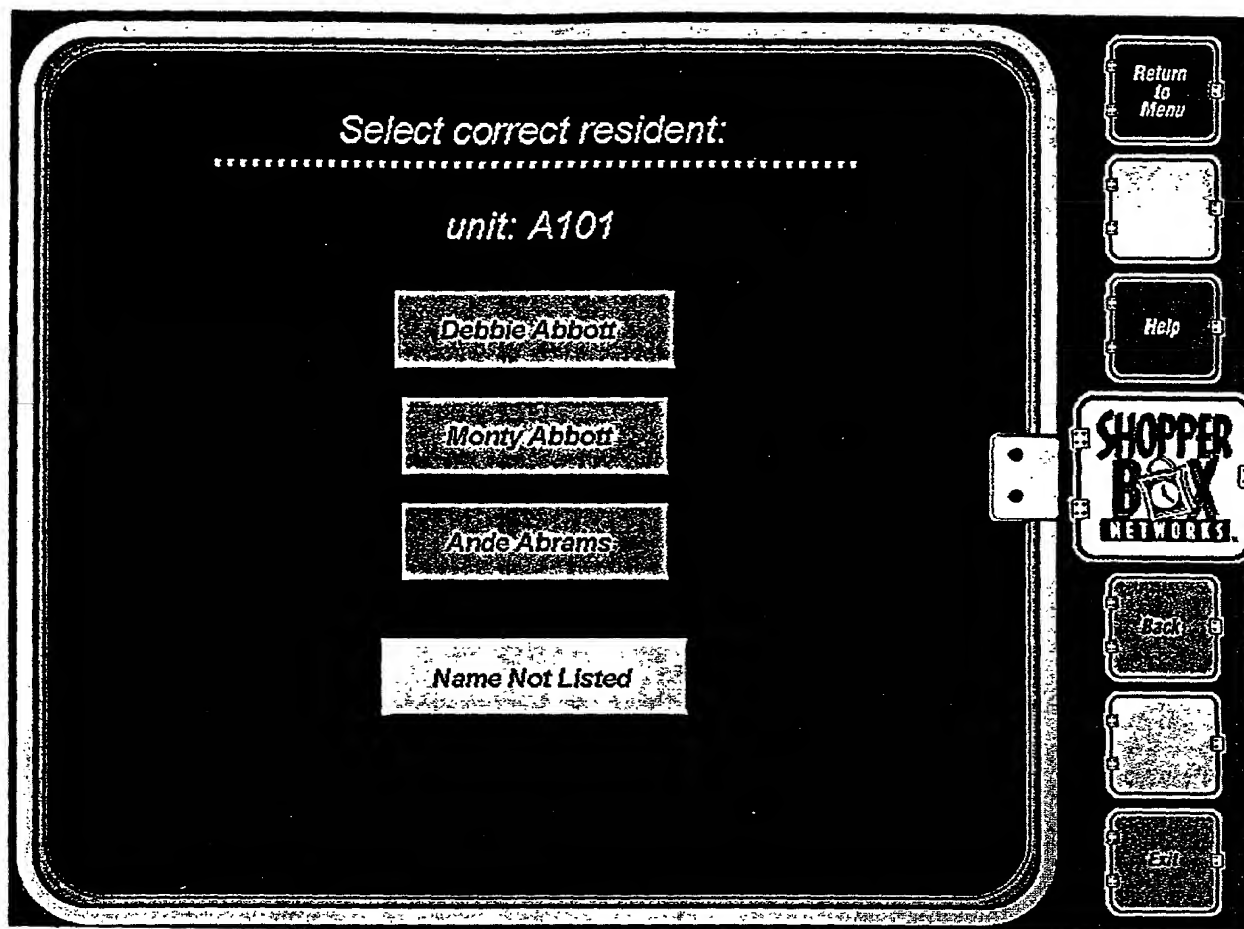 Select correct resident:
unit: A101
Debbie Abbott
Monty Abbott
Ande Abrams
Name Not Listed
Return
to
Menu
Help
SHOPPER
BOX
NETWORKS
Back
Exit